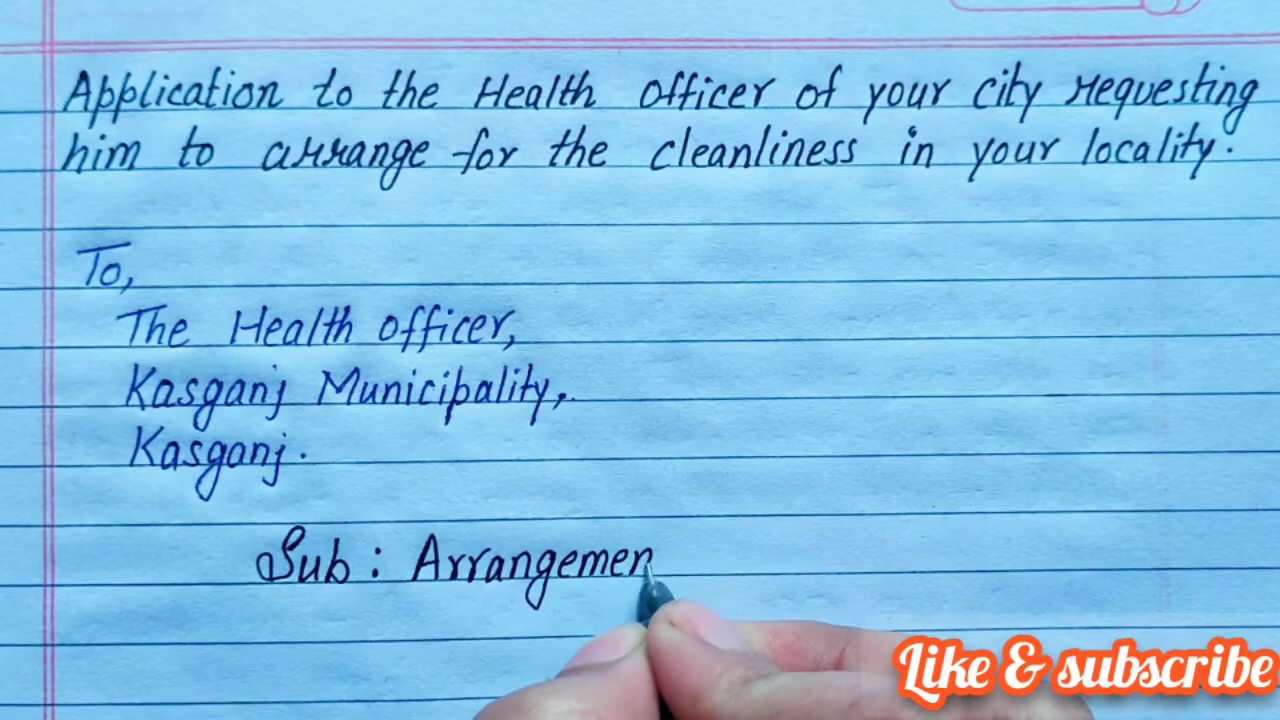 Application to the Health officer of your city requesting
him to arrange for the cleanliness in your locality.
To,
The Health officer,
Kasganj Municipality,
Kasganj.
Sub : Arrangemen
Like & subscribe